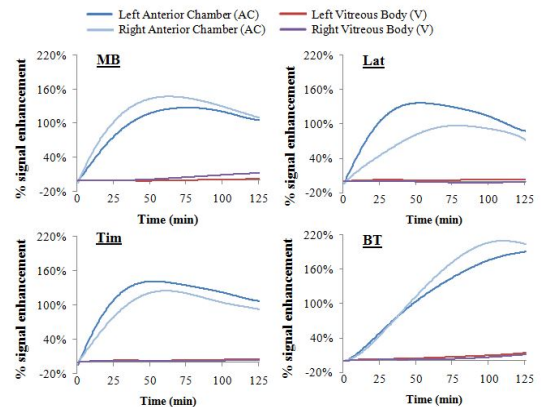 Left Anterior Chamber (AC) Left Vitreous Body (V)
Right Anterior Chamber (AC) Right Vitreous Body (V)
MB
% signal enhancement
220%
160%
100%
40%
-20%
0 25 50 75 100 125
Time (min)
Lat
% signal enhancement
220%
160%
100%
40%
-20%
0 25 50 75 100 125
Time (min)
Tim
% signal enhancement
220%
160%
100%
40%
-20%
0 25 50 75 100 125
Time (min)
BT
% signal enhancement
220%
160%
100%
40%
-20%
0 25 50 75 100 125
Time (min)